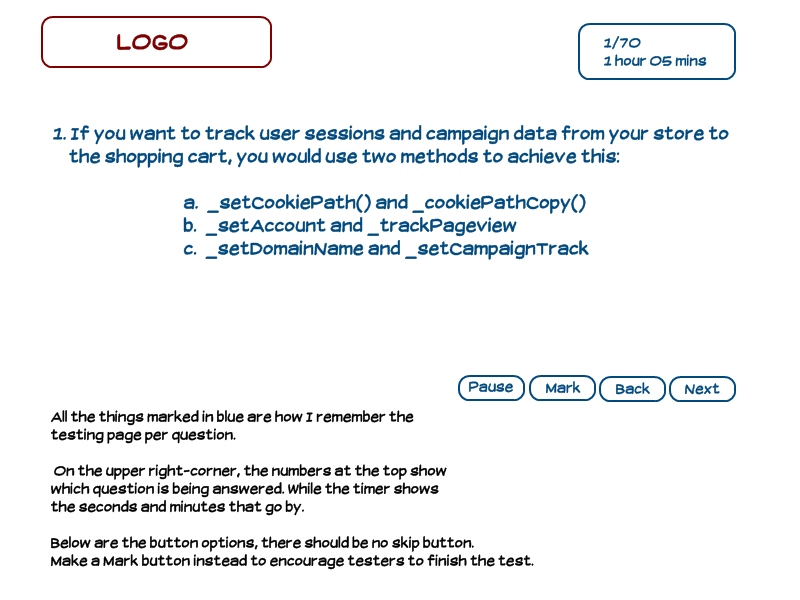 LOGO
1/70
1 hour 05 mins
1. If you want to track user sessions and campaign data from your store to
the shopping cart, you would use two methods to achieve this:
a. _setCookiePath() and _cookiePathCopy()
b. _setAccount and _trackPageview
c. _setDomainName and _setCampaignTrack
Pause Mark Back Next
All the things marked in blue are how I remember the
testing page per question.
On the upper right-corner, the numbers at the top show
which question is being answered. While the timer shows
the seconds and minutes that go by.
Below are the button options, there should be no skip button.
Make a Mark button instead to encourage testers to finish the test.